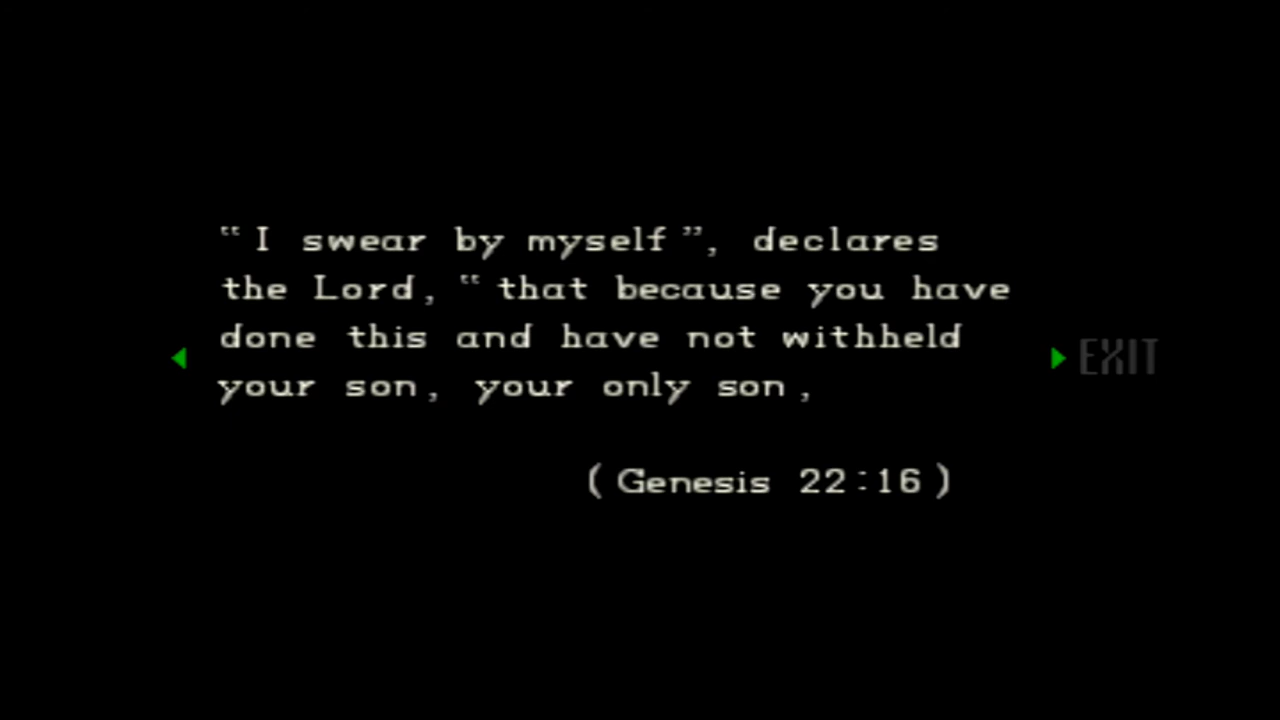 “I swear by myself”, declares
the Lord, “that because you have
done this and have not withheld
your son, your only son,
EXIT
(Genesis 22:16)